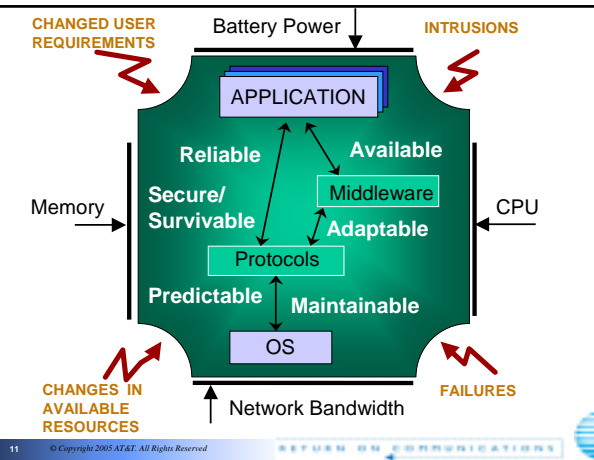 CHANGED USER
REQUIREMENTS
Battery Power
INTRUSIONS
APPLICATION
Reliable
Available
Secure/
Survivable
Middleware
Memory
CPU
Adaptable
Protocols
Predictable
Maintainable
OS
CHANGES IN
AVAILABLE
RESOURCES
FAILURES
Network Bandwidth
11
© Copyright 2005 AT&T. All Rights Reserved
RETURN ON COMMUNICATIONS